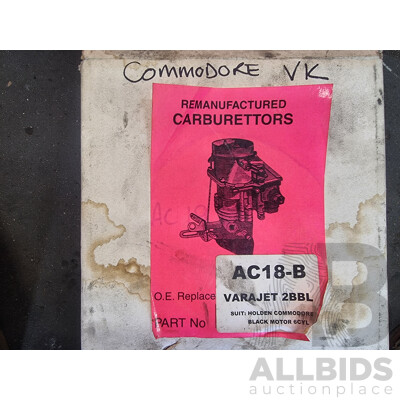 COMMODORE VK
REMANUFACTURED
CARBURETTORS
AC18-B
O.E. Replace VARAJET 2BBL
SUIT: HOLDEN COMMODORE
BLACK MOTOR 6CYL
PART No
ALLBIDS
auctionplace